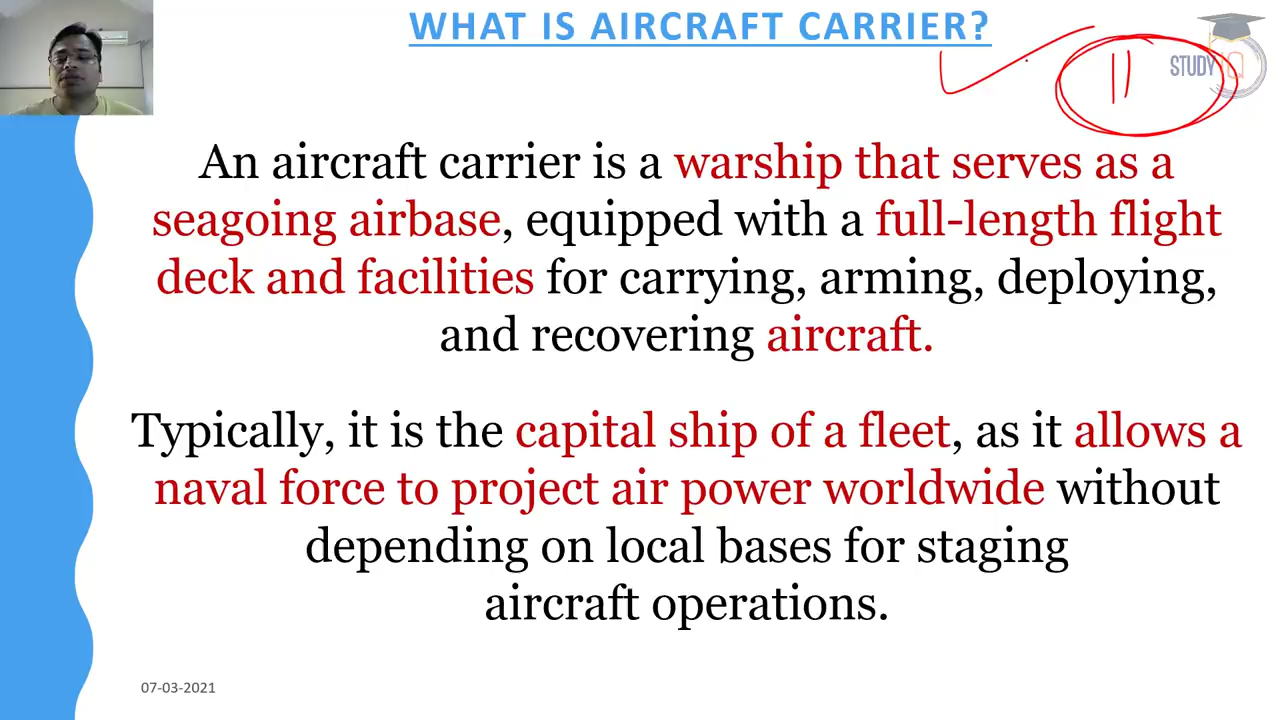 WHAT IS AIRCRAFT CARRIER?
11
STUDY IQ
An aircraft carrier is a warship that serves as a
seagoing airbase, equipped with a full-length flight
deck and facilities for carrying, arming, deploying,
and recovering aircraft.
Typically, it is the capital ship of a fleet, as it allows a
naval force to project air power worldwide without
depending on local bases for staging
aircraft operations.
07-03-2021